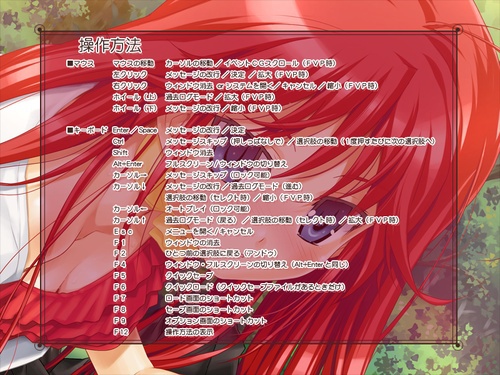 操作方法
■マウス マウスの移動 カーソルの移動／イベントCGスクロール（FVP時）
左クリック メッセージの改行／決定／拡大（FVP時）
右クリック ウィンドウ消去 orシステムを開く／キャンセル／縮小（FVP時）
ホイール（上） 過去ログモード／拡大（FVP時）
ホイール（下） メッセージの改行／縮小（FVP時）
■キーボード Enter／Space メッセージの改行／決定
Ctrl メッセージスキップ（押しっぱなしで）／選択肢の移動（1度押すたびに次の選択肢へ）
Shift ウィンドウ消去
Alt+Enter フルスクリーン／ウィンドウの切り替え
カーソル→ メッセージスキップ（ロック可能）
カーソル↓ メッセージの改行／過去ログモード（進む）
選択肢の移動（セレクト時）／縮小（FVP時）
カーソル← オートプレイ（ロック可能）
カーソル↑ 過去ログモード（戻る）／選択肢の移動（セレクト時）／拡大（FVP時）
Esc メニューを開く／キャンセル
F1 ウィンドウの消去
F2 ひとつ前の選択肢に戻る（アンドゥ）
F4 ウィンドウ・フルスクリーンの切り替え（Alt+Enterと同じ）
F5 クイックセーブ
F6 クイックロード（クイックセーブファイルがあるときだけ）
F7 ロード画面のショートカット
F8 セーブ画面のショートカット
F9 オプション画面のショートカット
F12 操作方法の表示